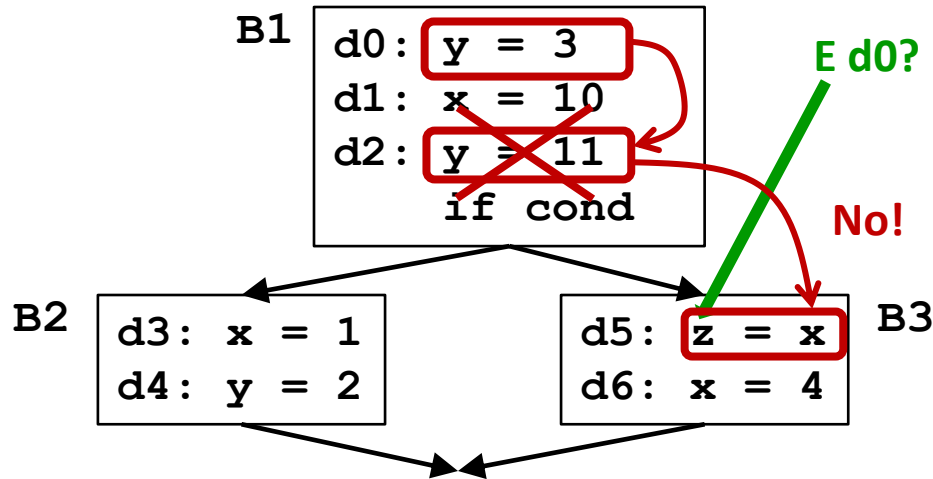 B1
d0: y = 3
d1: x = 10
d2: y = 11
if cond
E d0?
No!
B2
d3: x = 1
d4: y = 2
d5: z = x
d6: x = 4
B3